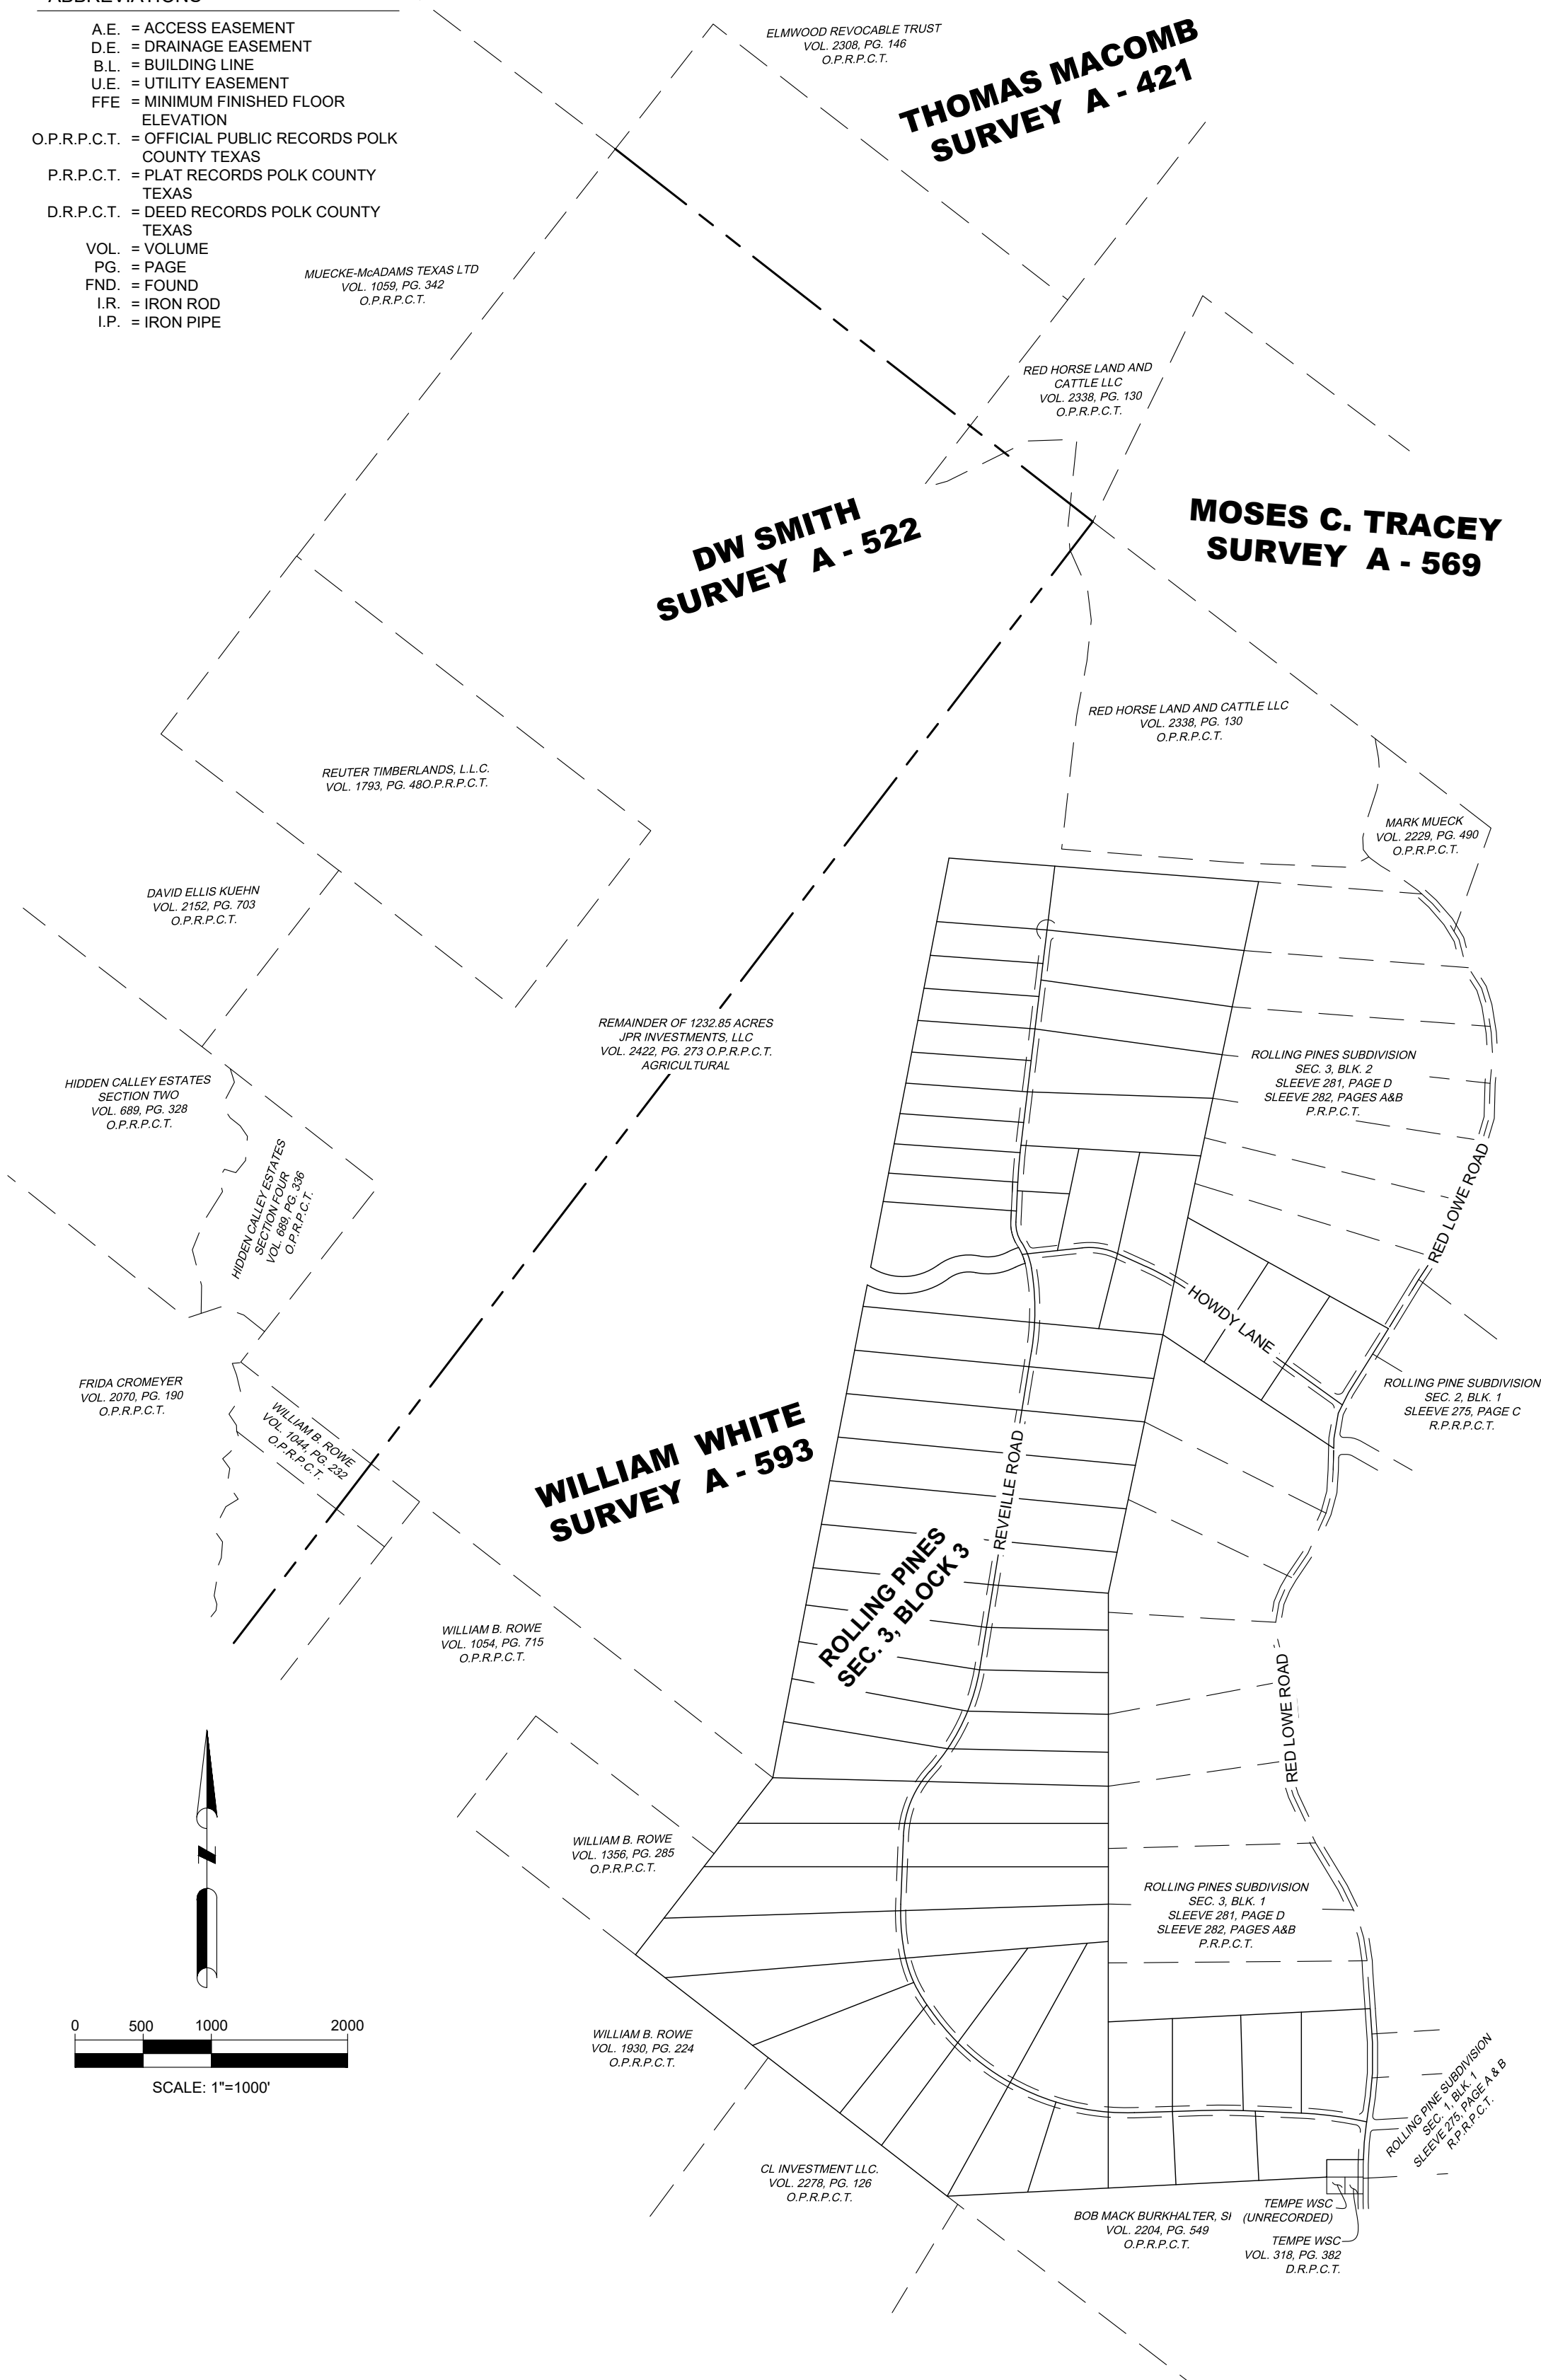 ABBREVIATIONS
A.E. = ACCESS EASEMENT
D.E. = DRAINAGE EASEMENT
B.L. = BUILDING LINE
U.E. = UTILITY EASEMENT
FFE = MINIMUM FINISHED FLOOR
ELEVATION
O.P.R.P.C.T. = OFFICIAL PUBLIC RECORDS POLK
COUNTY TEXAS
P.R.P.C.T. = PLAT RECORDS POLK COUNTY
TEXAS
D.R.P.C.T. = DEED RECORDS POLK COUNTY
TEXAS
VOL. = VOLUME
PG. = PAGE
FND. = FOUND
I.R. = IRON ROD
I.P. = IRON PIPE
ELMWOOD REVOCABLE TRUST
VOL. 2308, PG. 146
O.P.R.P.C.T.
THOMAS MACOMB
SURVEY A - 421
MUECKE-McADAMS TEXAS LTD
VOL. 1059, PG. 342
O.P.R.P.C.T.
RED HORSE LAND AND
CATTLE LLC
VOL. 2338, PG. 130
O.P.R.P.C.T.
DW SMITH
SURVEY A - 522
MOSES C. TRACEY
SURVEY A - 569
RED HORSE LAND AND CATTLE LLC
VOL. 2338, PG. 130
O.P.R.P.C.T.
REUTER TIMBERLANDS, L.L.C.
VOL. 1793, PG. 48O.P.R.P.C.T.
MARK MUECK
VOL. 2229, PG. 490
O.P.R.P.C.T.
DAVID ELLIS KUEHN
VOL. 2152, PG. 703
O.P.R.P.C.T.
REMAINDER OF 1232.85 ACRES
JPR INVESTMENTS, LLC
VOL. 2422, PG. 273 O.P.R.P.C.T.
AGRICULTURAL
ROLLING PINES SUBDIVISION
SEC. 3, BLK. 2
SLEEVE 281, PAGE D
SLEEVE 282, PAGES A&B
P.R.P.C.T.
HIDDEN CALLEY ESTATES
SECTION TWO
VOL. 689, PG. 328
O.P.R.P.C.T.
HIDDEN CALLEY ESTATES
SECTION FOUR
VOL. 689, PG. 336
O.P.R.P.C.T.
RED LOWE ROAD
HOWDY LANE
FRIDA CROMEYER
VOL. 2070, PG. 190
O.P.R.P.C.T.
WILLIAM B. ROWE
VOL. 1044, PG. 232
O.P.R.P.C.T.
ROLLING PINE SUBDIVISION
SEC. 2, BLK. 1
SLEEVE 275, PAGE C
R.P.R.P.C.T.
WILLIAM WHITE
SURVEY A - 593
REVEILLE ROAD
ROLLING PINES
SEC. 3, BLOCK 3
WILLIAM B. ROWE
VOL. 1054, PG. 715
O.P.R.P.C.T.
RED LOWE ROAD
N
WILLIAM B. ROWE
VOL. 1356, PG. 285
O.P.R.P.C.T.
ROLLING PINES SUBDIVISION
SEC. 3, BLK. 1
SLEEVE 281, PAGE D
SLEEVE 282, PAGES A&B
P.R.P.C.T.
0 500 1000 2000
SCALE: 1"=1000'
WILLIAM B. ROWE
VOL. 1930, PG. 224
O.P.R.P.C.T.
ROLLING PINE SUBDIVISION
SEC. 1, BLK. 1
SLEEVE 275, PAGE A & B
R.P.R.P.C.T.
CL INVESTMENT LLC.
VOL. 2278, PG. 126
O.P.R.P.C.T.
BOB MACK BURKHALTER,
VOL. 2204, PG. 549
O.P.R.P.C.T.
TEMPE WSC
(UNRECORDED)
TEMPE WSC
VOL. 318, PG. 382
D.R.P.C.T.